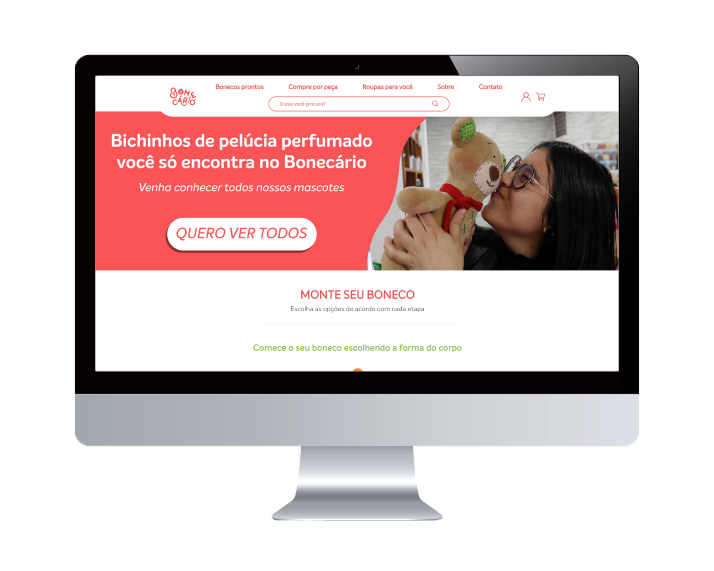 BONE
CÁRIO
Bonecos prontos
Compre por peça
Roupas para você
Sobre
Contato
O que você procura?
Bichinhos de pelúcia perfumado
você só encontra no Bonecário
Venha conhecer todos nossos mascotes
QUERO VER TODOS
MONTE SEU BONECO
Escolha as opções de acordo com cada etapa
Comece o seu boneco escolhendo a forma do corpo